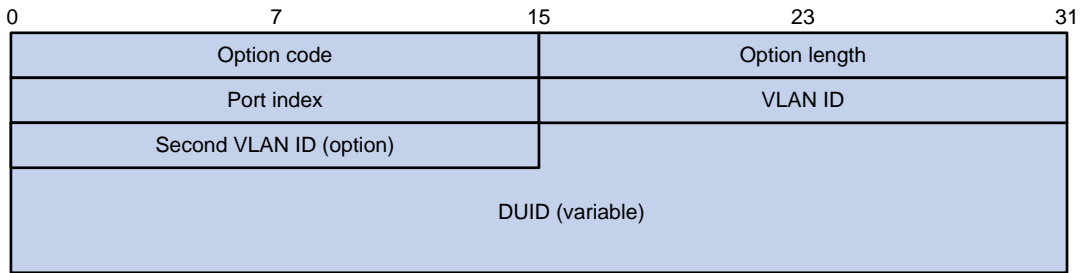 0 7 15 23 31
Option code Option length
Port index VLAN ID
Second VLAN ID (option)
DUID (variable)